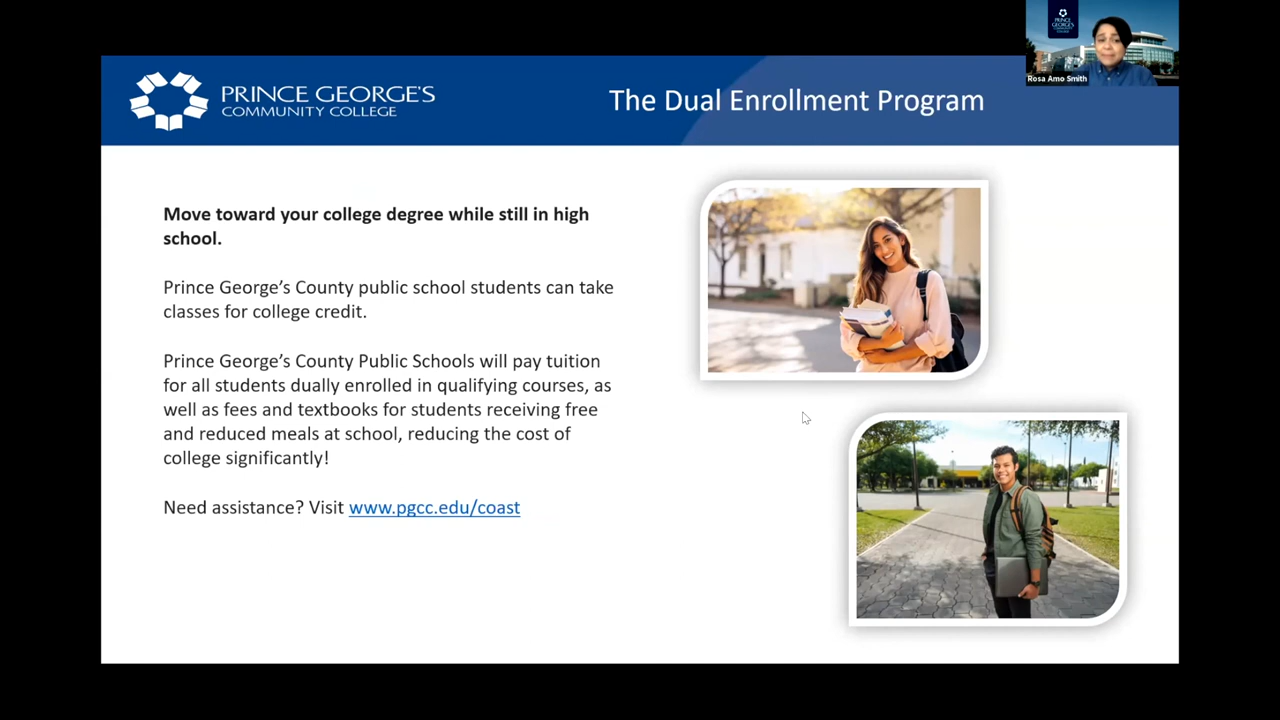 PRINCE GEORGE'S
COMMUNITY COLLEGE
The Dual Enrollment Program
PRINCE
GEORGE'S
Rosa Amo Smith
Move toward your college degree while still in high
school.
Prince George’s County public school students can take
classes for college credit.
Prince George’s County Public Schools will pay tuition
for all students dually enrolled in qualifying courses, as
well as fees and textbooks for students receiving free
and reduced meals at school, reducing the cost of
college significantly!
Need assistance? Visit www.pgcc.edu/coast